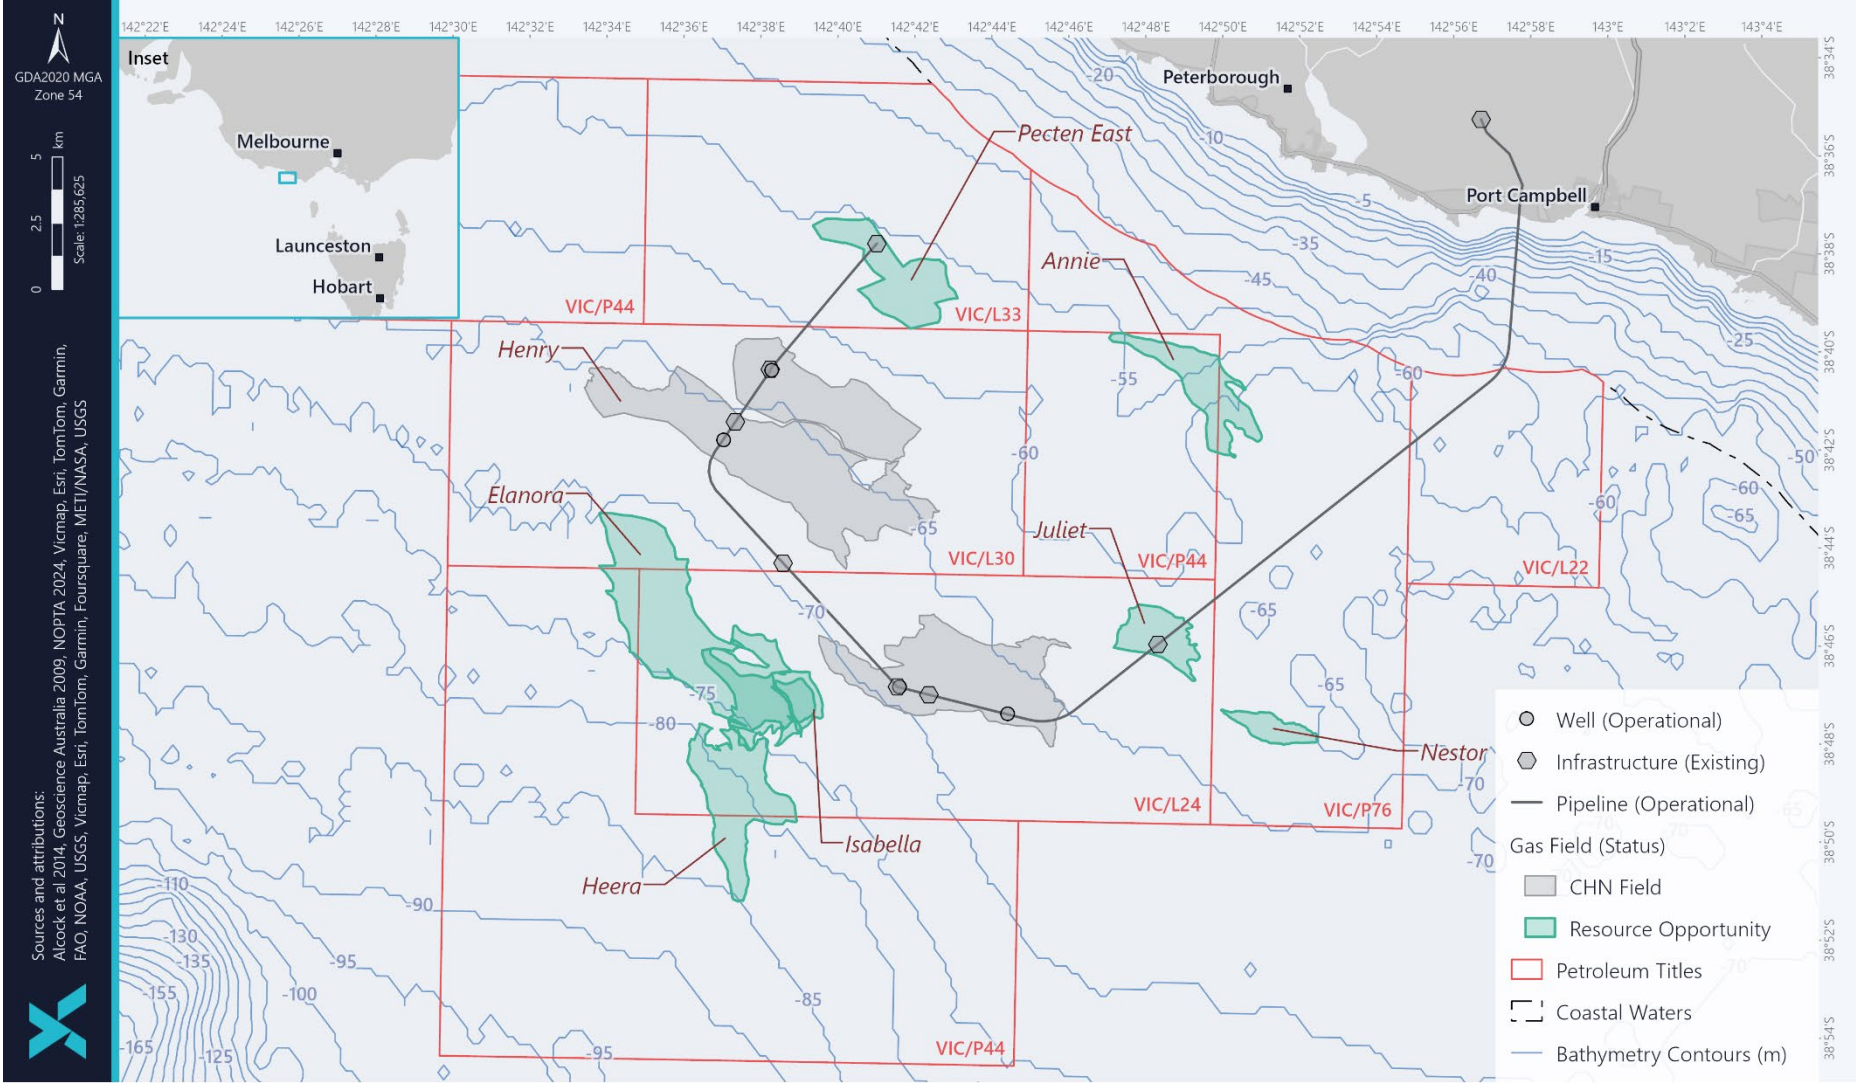 142°22'E 142°24'E 142°26'E 142°28'E 142°30'E 142°32'E 142°34'E 142°36'E 142°38'E 142°40'E 142°42'E 142°44'E 142°46'E 142°48'E 142°50'E 142°52'E 142°54'E 142°56'E 142°58'E 143°E 143°2'E 143°4'E
N
GDA2020 MGA
Zone 54
0 2.5 5 km
Scale: 1:285,625
Sources and attributions:
Alcock et al 2014, Geoscience Australia 2009, NOPTA 2024, Vicmap, Esri, TomTom, Garmin,
FAO, NOAA, USGS, Vicmap, Esri, TomTom, Garmin, Foursquare, METI/NASA, USGS
Inset
Melbourne
Launceston
Hobart
Peterborough
Port Campbell
-20
-10
-5
Pecten East
-35
-15
Annie
-45
-40
VIC/P44
VIC/L33
-25
Henry
-55
-60
-60
-50
Elanora
-60
-60
-65
-65
Juliet
VIC/L30
VIC/P44
VIC/L22
-70
-65
-75
-65
-80
Nestor
-70
VIC/L24
VIC/P76
Isabella
-70
Heera
-110
-90
-130
-135
-95
-155
-100
-85
-165
-125
-95
VIC/P44
38°34'S
38°36'S
38°38'S
38°40'S
38°42'S
38°44'S
38°46'S
38°48'S
38°50'S
38°52'S
38°54'S
Well (Operational)
Infrastructure (Existing)
Pipeline (Operational)
Gas Field (Status)
CHN Field
Resource Opportunity
Petroleum Titles
Coastal Waters
Bathymetry Contours (m)